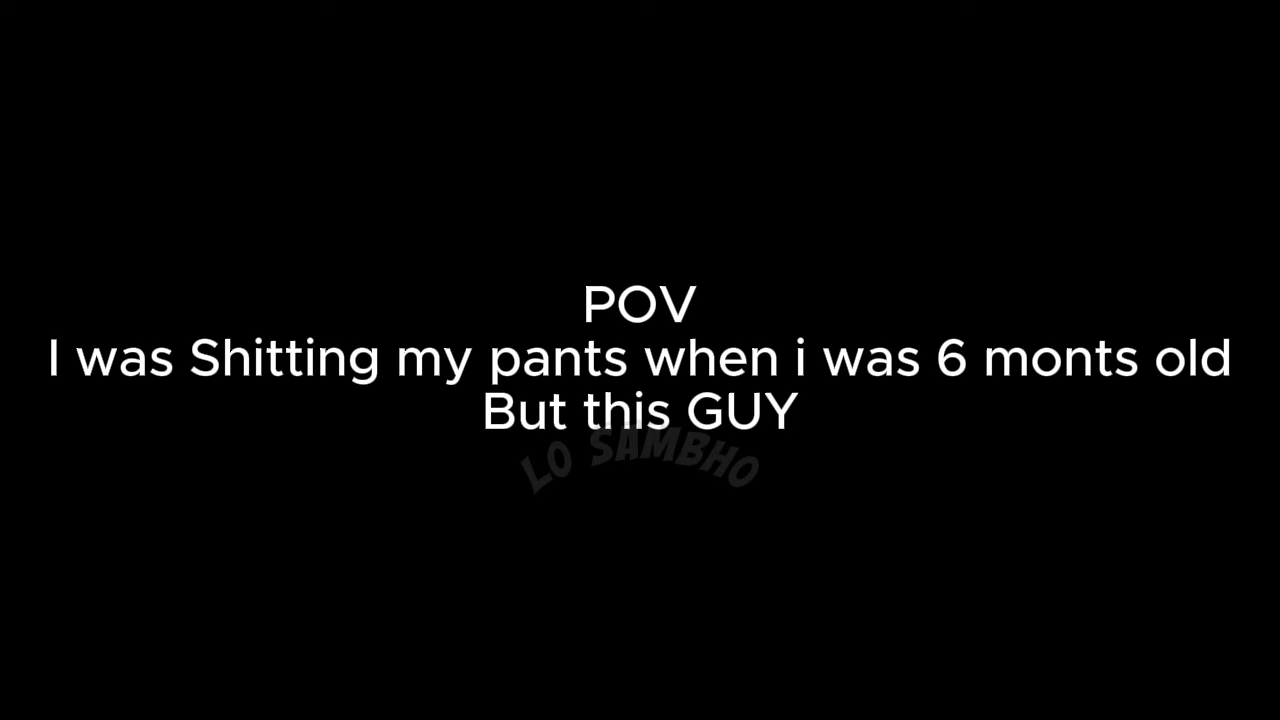 POV
I was Shitting my pants when i was 6 monts old
But this GUY
LO SAMBHO